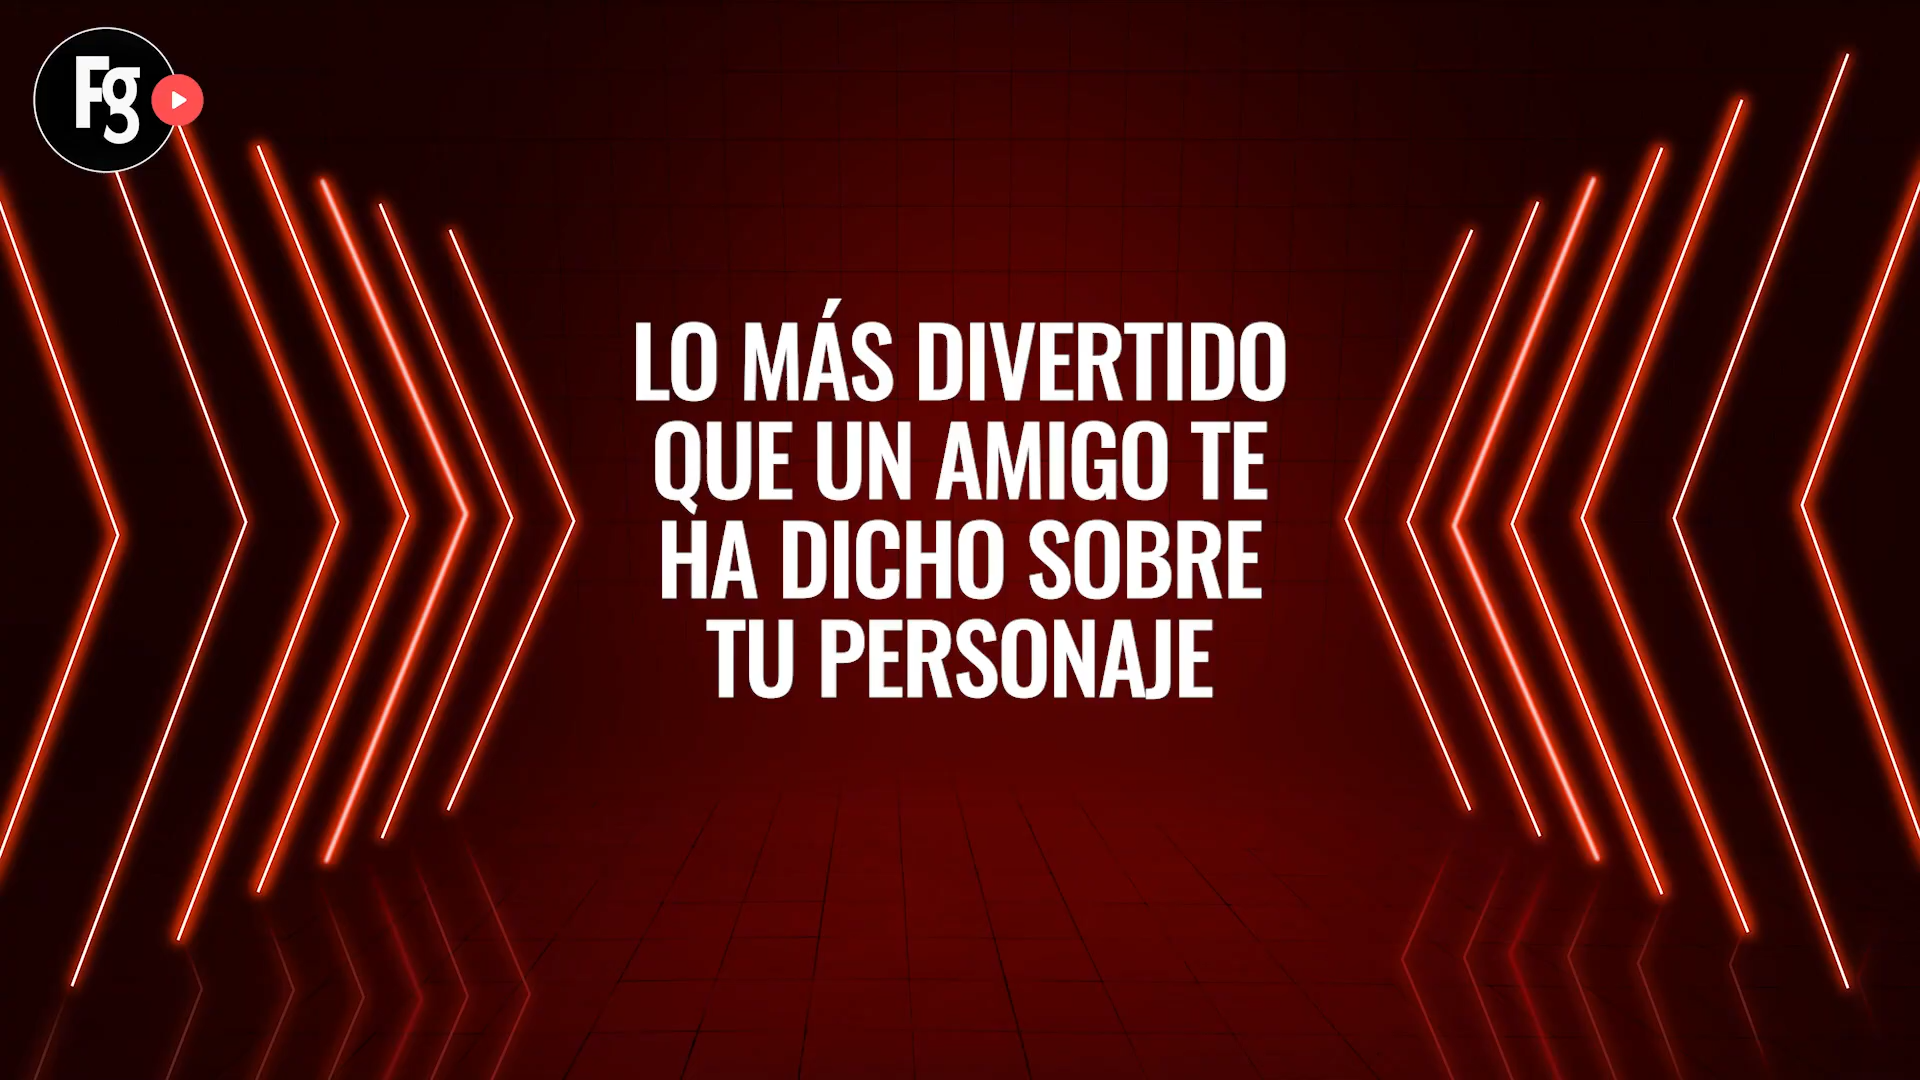 Fg
LO MÁS DIVERTIDO
QUE UN AMIGO TE
HA DICHO SOBRE
TU PERSONAJE